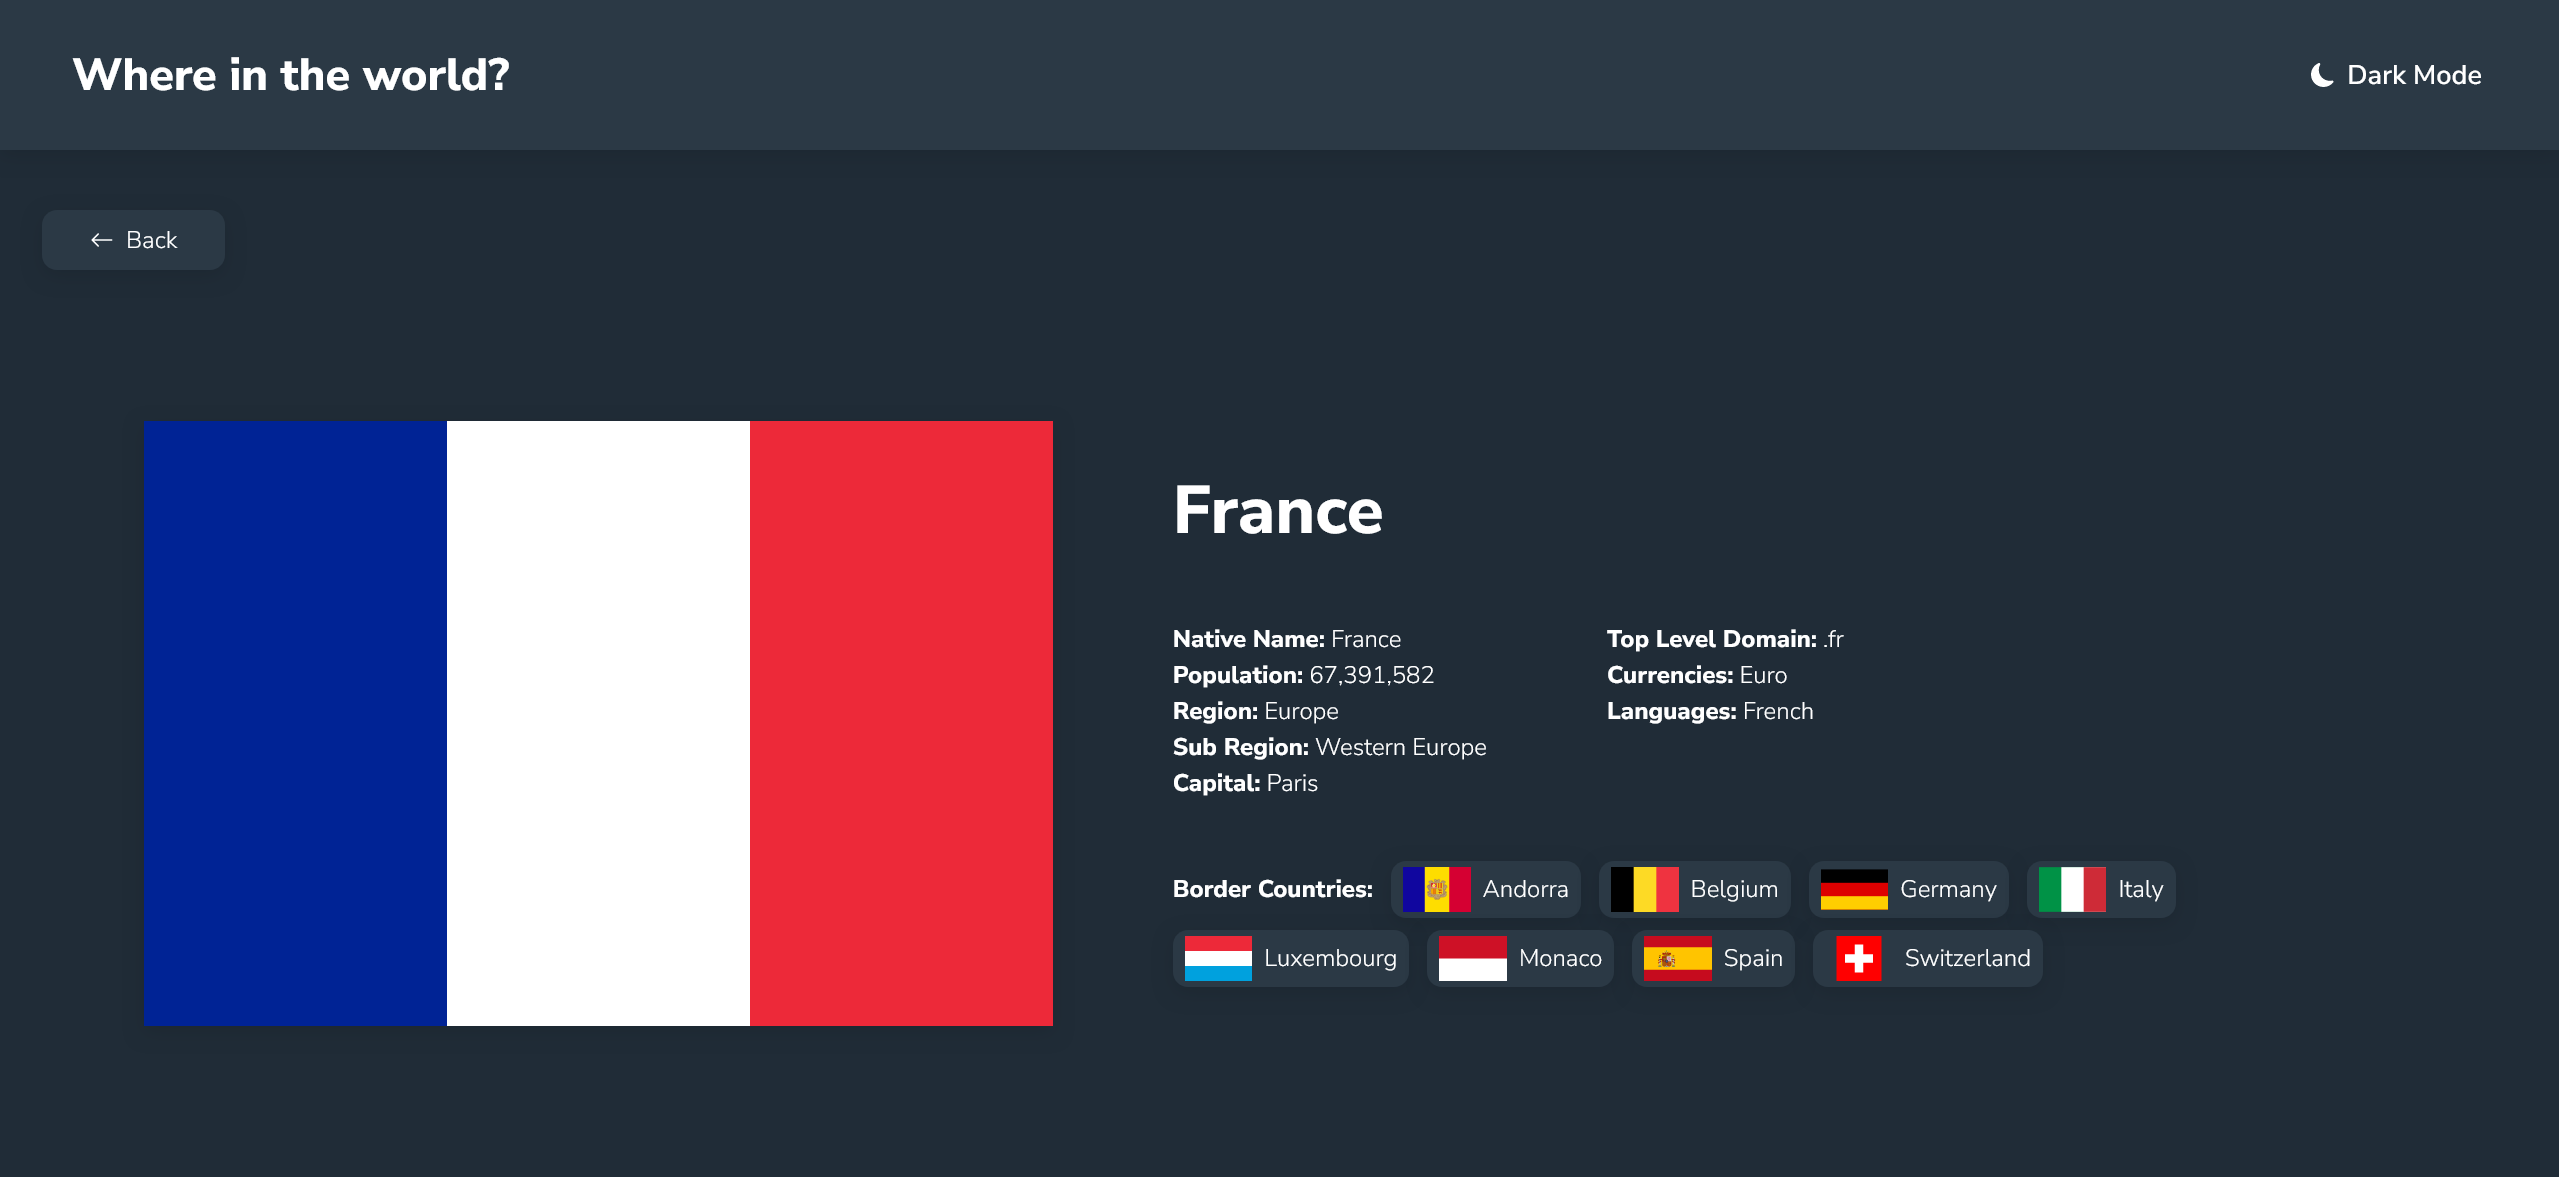 Where in the world?
Dark Mode
Back
France
Native Name: France
Population: 67,391,582
Region: Europe
Sub Region: Western Europe
Capital: Paris
Top Level Domain: .fr
Currencies: Euro
Languages: French
Border Countries: Andorra Belgium Germany Italy
Luxembourg Monaco Spain Switzerland